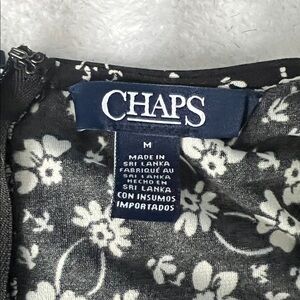 CHAPS
M
MADE IN
SRI LANKA
FABRIQUÉ AU
SRI LANKA
HECHO EN
SRI LANKA
CON INSUMOS
IMPORTADOS